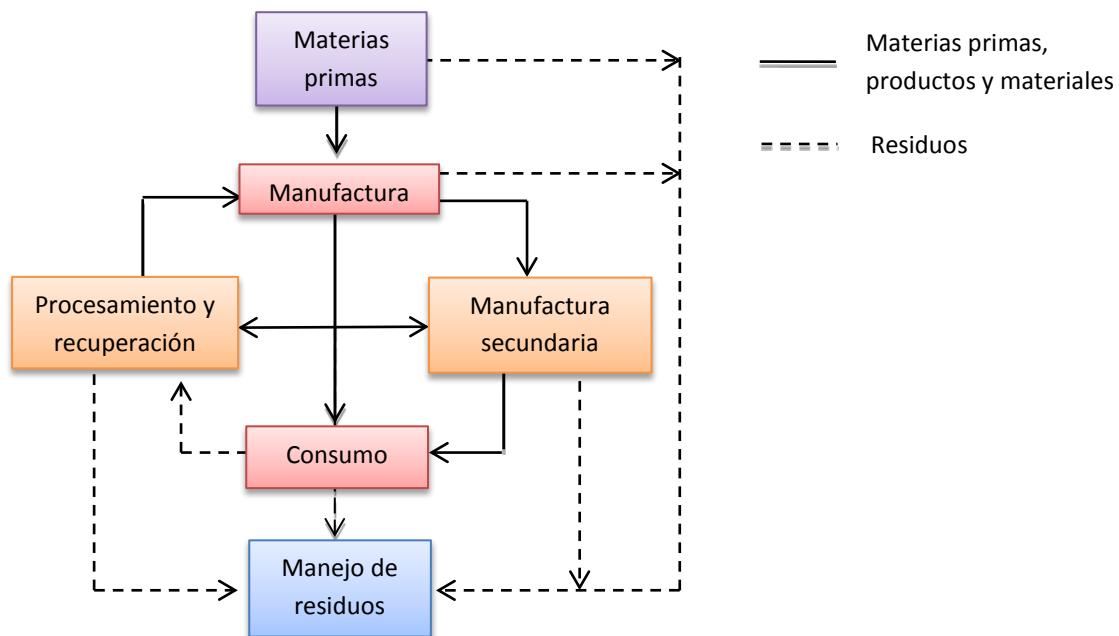 Materias
primas
Materias primas,
productos y materiales
Residuos
Manufactura
Procesamiento y
recuperación
Manufactura
secundaria
Consumo
Manejo de
residuos